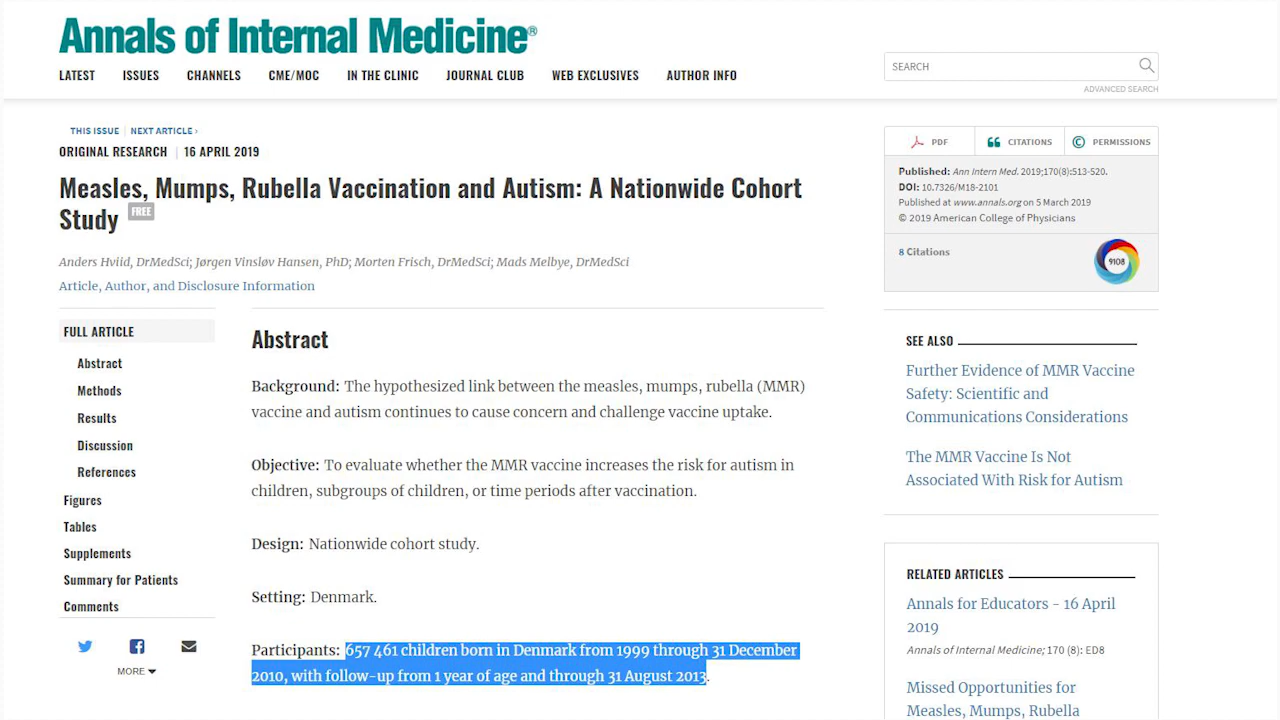 Annals of Internal Medicine®
LATEST ISSUES CHANNELS CME/MOC IN THE CLINIC JOURNAL CLUB WEB EXCLUSIVES AUTHOR INFO
SEARCH
ADVANCED SEARCH
THIS ISSUE | NEXT ARTICLE ›
ORIGINAL RESEARCH | 16 APRIL 2019
Measles, Mumps, Rubella Vaccination and Autism: A Nationwide Cohort
Study FREE
Anders Hviid, DrMedSci; Jørgen Vinsløv Hansen, PhD; Morten Frisch, DrMedSci; Mads Melbye, DrMedSci
Article, Author, and Disclosure Information
FULL ARTICLE
Abstract
Methods
Results
Discussion
References
Figures
Tables
Supplements
Summary for Patients
Comments
MORE
Abstract
Background: The hypothesized link between the measles, mumps, rubella (MMR)
vaccine and autism continues to cause concern and challenge vaccine uptake.
Objective: To evaluate whether the MMR vaccine increases the risk for autism in
children, subgroups of children, or time periods after vaccination.
Design: Nationwide cohort study.
Setting: Denmark.
Participants: 657 461 children born in Denmark from 1999 through 31 December
2010, with follow-up from 1 year of age and through 31 August 2013.
PDF CITATIONS © PERMISSIONS
Published: Ann Intern Med. 2019;170(8):513-520.
DOI: 10.7326/M18-2101
Published at www.annals.org on 5 March 2019
© 2019 American College of Physicians
8 Citations
9108
SEE ALSO
Further Evidence of MMR Vaccine
Safety: Scientific and
Communications Considerations
The MMR Vaccine Is Not
Associated With Risk for Autism
RELATED ARTICLES
Annals for Educators - 16 April
2019
Annals of Internal Medicine; 170 (8): ED8
Missed Opportunities for
Measles, Mumps, Rubella